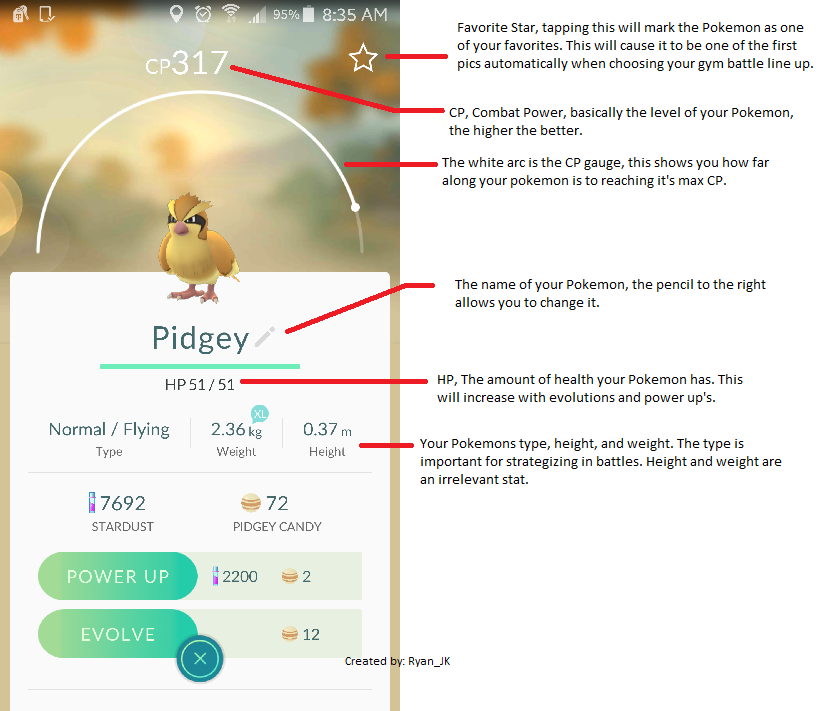 95% 8:35 AM
CP317
Favorite Star, tapping this will mark the Pokemon as one
of your favorites. This will cause it to be one of the first
pics automatically when choosing your gym battle line up.
CP, Combat Power, basically the level of your Pokemon,
the higher the better.
The white arc is the CP gauge, this shows you how far
along your pokemon is to reaching it's max CP.
The name of your Pokemon, the pencil to the right
allows you to change it.
Pidgey
HP 51 / 51
HP, The amount of health your Pokemon has. This
will increase with evolutions and power up's.
XL
Normal / Flying 2.36 kg 0.37 m
Type Weight Height
Your Pokemons type, height, and weight. The type is
important for strategizing in battles. Height and weight are
an irrelevant stat.
7692 72
STARDUST PIDGEY CANDY
POWER UP 2200 2
EVOLVE 12
Created by: Ryan_JK